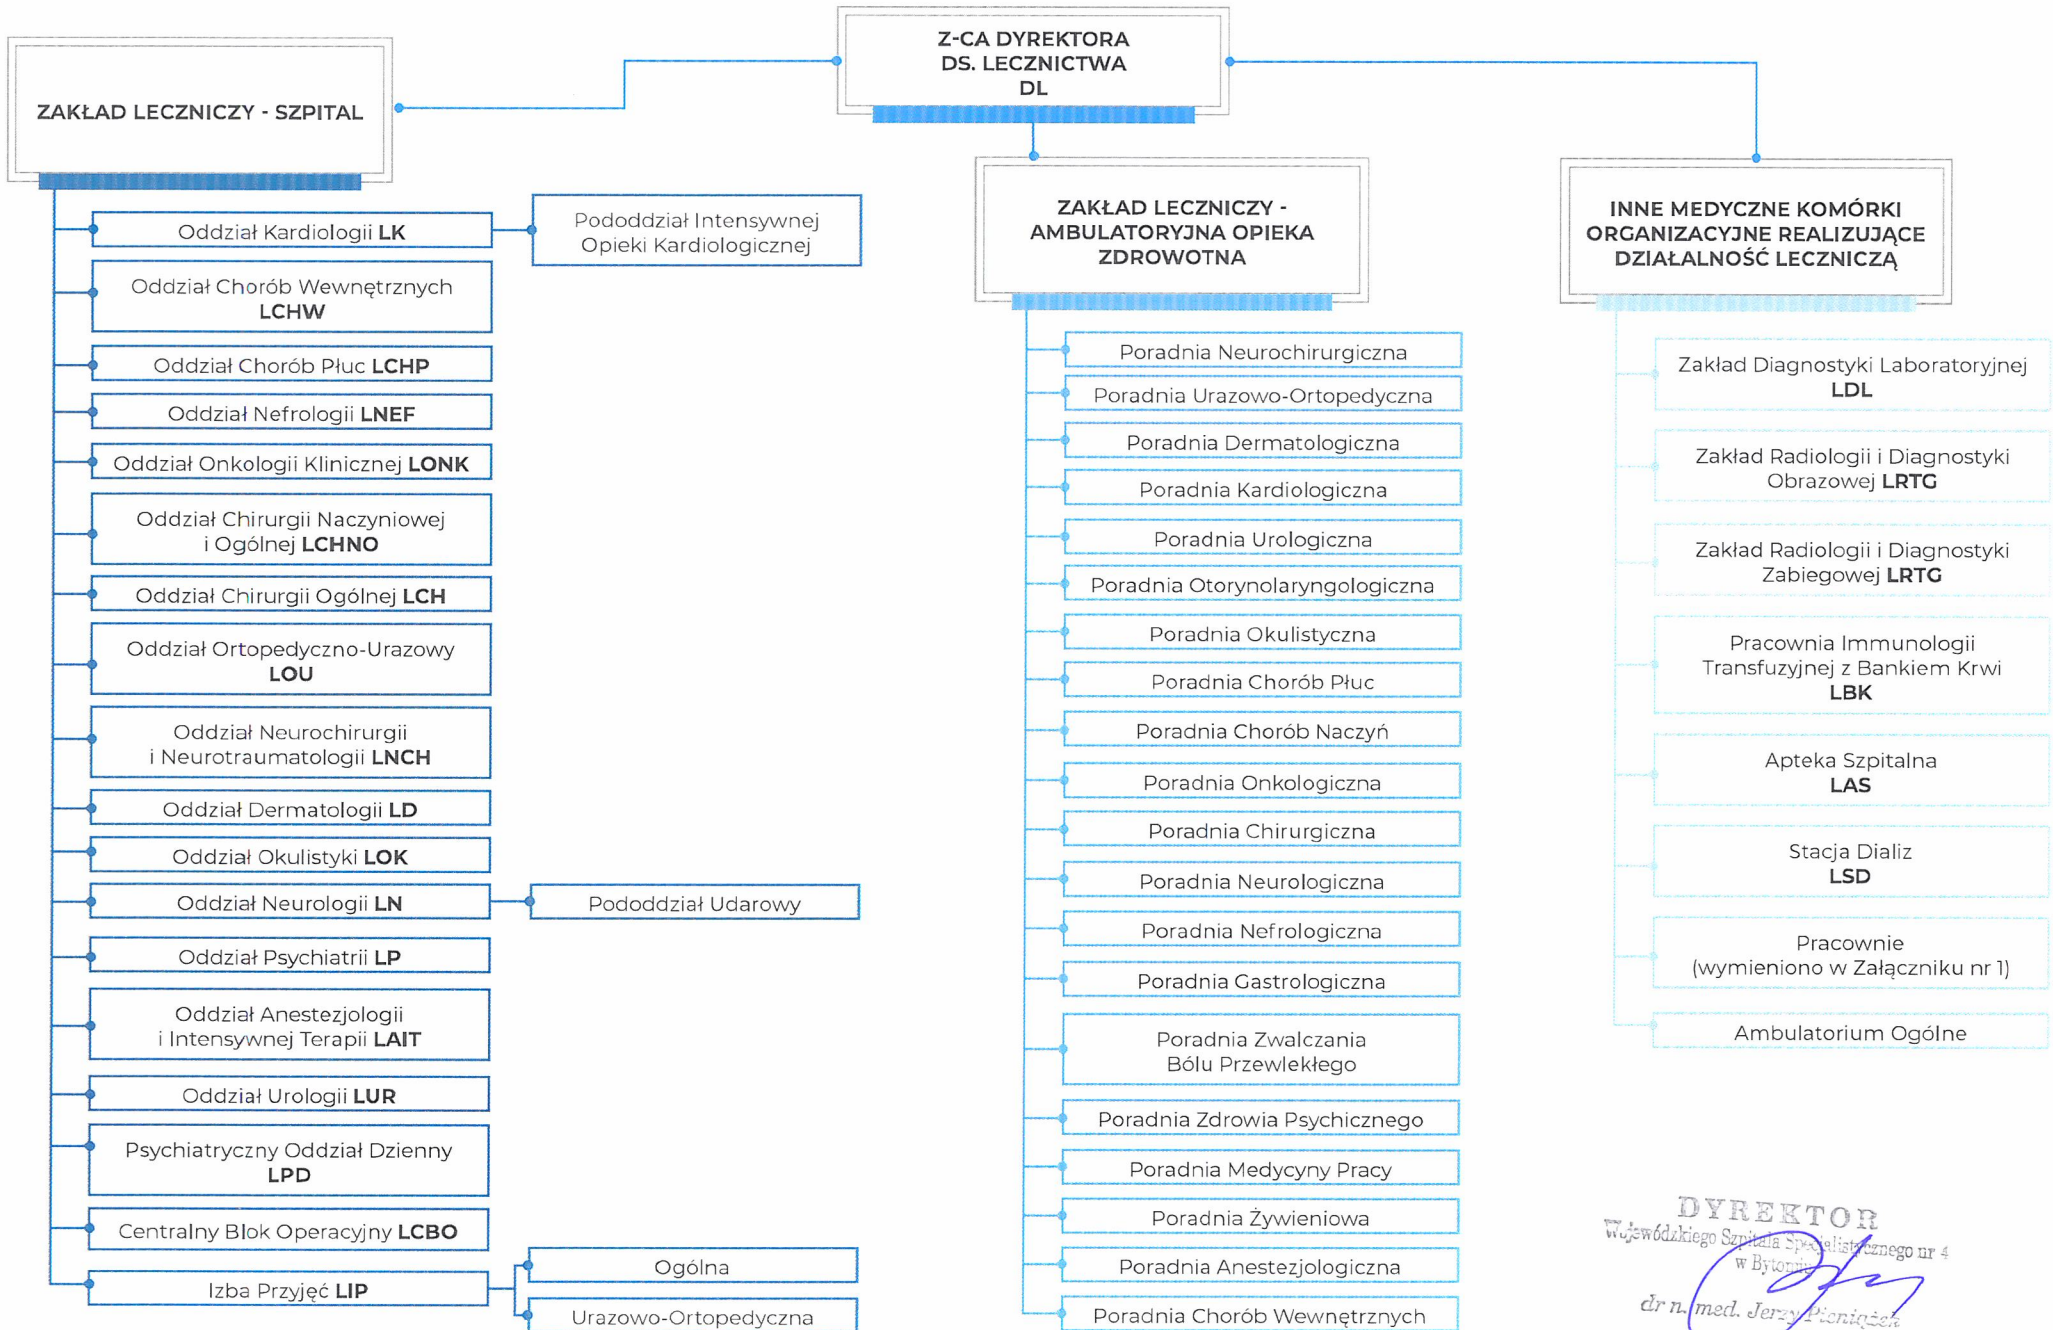 Z-CA DYREKTORA
DS. LECZNICTWA
DL
ZAKŁAD LECZNICZY - SZPITAL
Oddział Kardiologii LK
Pododdział Intensywnej
Opieki Kardiologicznej
Oddział Chorób Wewnętrznych
LCHW
Oddział Chorób Płuc LCHP
Oddział Nefrologii LNEF
Oddział Onkologii Klinicznej LONK
Oddział Chirurgii Naczyniowej
i Ogólnej LCHNO
Oddział Chirurgii Ogólnej LCH
Oddział Ortopedyczno-Urazowy
LOU
Oddział Neurochirurgii
i Neurotraumatologii LNCH
Oddział Dermatologii LD
Oddział Okulistyki LOK
Oddział Neurologii LN
Pododdział Udarowy
Oddział Psychiatrii LP
Oddział Anestezjologii
i Intensywnej Terapii LAIT
Oddział Urologii LUR
Psychiatryczny Oddział Dzienny
LPD
Centralny Blok Operacyjny LCBO
Izba Przyjęć LIP
Ogólna
Urazowo-Ortopedyczna
ZAKŁAD LECZNICZY -
AMBULATORYJNA OPIEKA
ZDROWOTNA
Poradnia Neurochirurgiczna
Poradnia Urazowo-Ortopedyczna
Poradnia Dermatologiczna
Poradnia Kardiologiczna
Poradnia Urologiczna
Poradnia Otorynolaryngologiczna
Poradnia Okulistyczna
Poradnia Chorób Płuc
Poradnia Chorób Naczyń
Poradnia Onkologiczna
Poradnia Chirurgiczna
Poradnia Neurologiczna
Poradnia Nefrologiczna
Poradnia Gastrologiczna
Poradnia Zwalczania
Bólu Przewlekłego
Poradnia Zdrowia Psychicznego
Poradnia Medycyny Pracy
Poradnia Żywieniowa
Poradnia Anestezjologiczna
Poradnia Chorób Wewnętrznych
INNE MEDYCZNE KOMÓRKI
ORGANIZACYJNE REALIZUJĄCE
DZIAŁALNOŚĆ LECZNICZĄ
Zakład Diagnostyki Laboratoryjnej
LDL
Zakład Radiologii i Diagnostyki
Obrazowej LRTG
Zakład Radiologii i Diagnostyki
Zabiegowej LRTG
Pracownia Immunologii
Transfuzyjnej z Bankiem Krwi
LBK
Apteka Szpitalna
LAS
Stacja Dializ
LSD
Pracownie
(wymieniono w Załączniku nr 1)
Ambulatorium Ogólne
DYREKTOR
Wojewódzkiego Szpitala Specjalistycznego nr 4
w Bytomiu
dr n. med. Jerzy Pieniążek